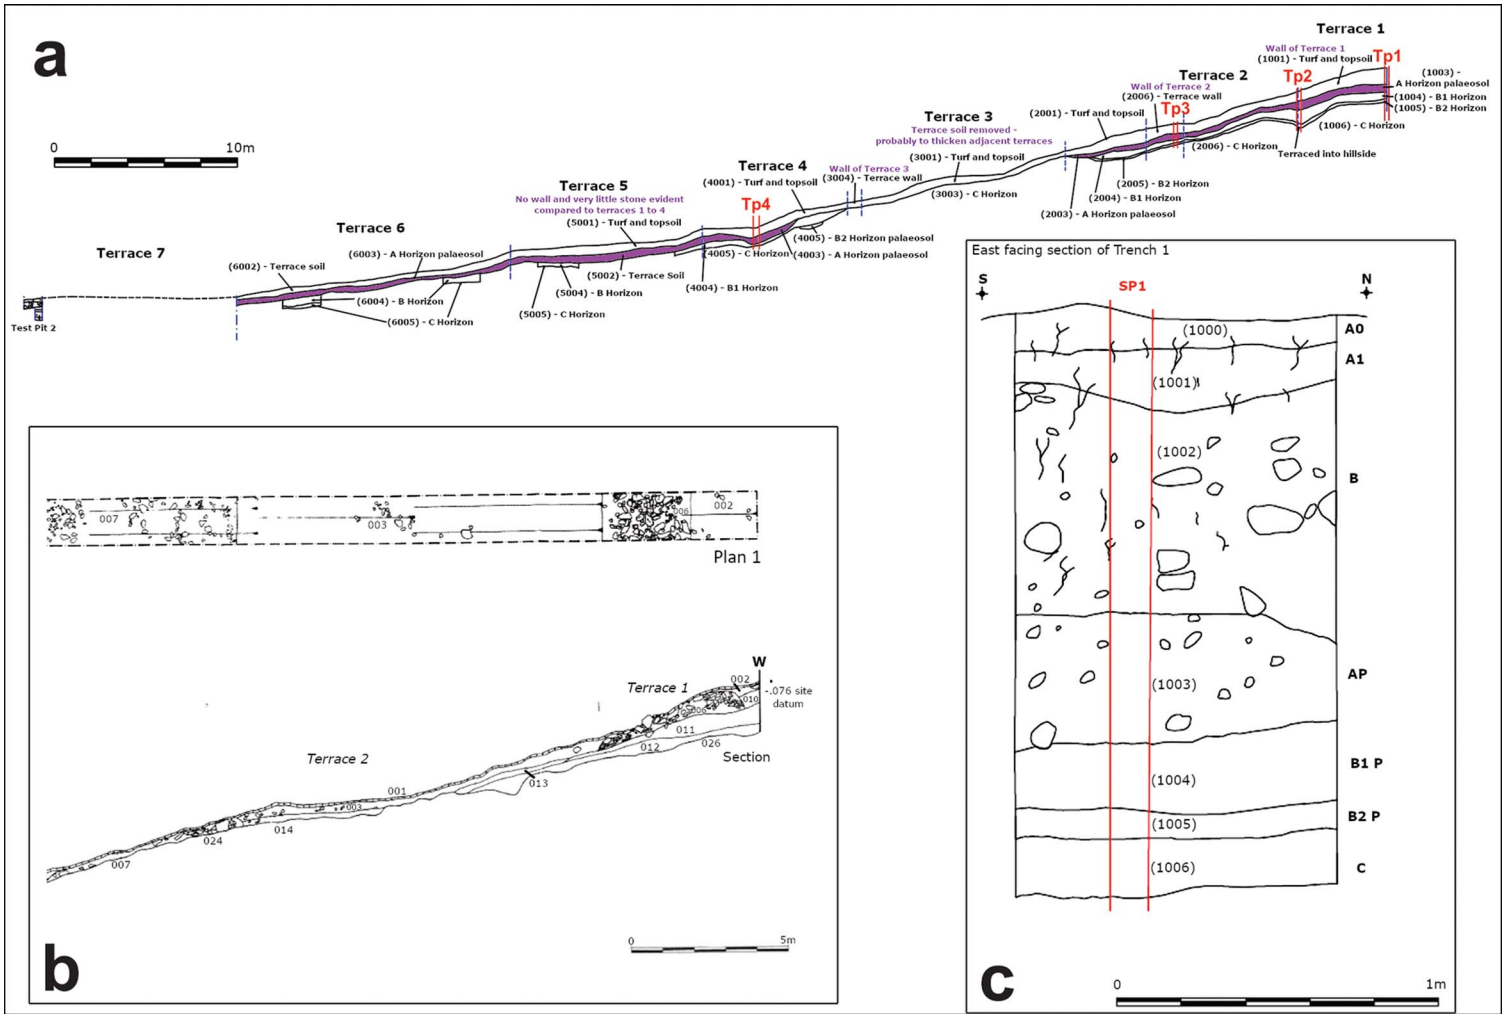 a
Terrace 1
Wall of Terrace 1
(1001) - Turf and topsoil
Tp1
Tp2
(1003) -
A Horizon palaeosol
(1004) - B1 Horizon
(1005) - B2 Horizon
(1006) - C Horizon
Terraced into hillside
Terrace 2
Wall of Terrace 2
(2006) - Terrace wall
Tp3
(2001) - Turf and topsoil
(2006) - C Horizon
(2005) - B2 Horizon
(2004) - B1 Horizon
(2003) - A Horizon palaeosol
Terrace 3
Terrace soil removed -
probably to thicken adjacent terraces
(3001) - Turf and topsoil
(3003) - C Horizon
Wall of Terrace 3
(3004) - Terrace wall
Terrace 4
(4001) - Turf and topsoil
Tp4
(4005) - B2 Horizon palaeosol
(4005) - C Horizon
(4003) - A Horizon palaeosol
(4004) - B1 Horizon
Terrace 5
No wall and very little stone evident
compared to terraces 1 to 4
(5001) - Turf and topsoil
(5002) - Terrace Soil
(5004) - B Horizon
(5005) - C Horizon
Terrace 6
(6003) - A Horizon palaeosol
(6002) - Terrace soil
(6004) - B Horizon
(6005) - C Horizon
Terrace 7
Test Pit 2
0
10m
007
003
006
002
Plan 1
W
002
-.076 site
datum
Terrace 1
010
006
011
012
026
Section
013
Terrace 2
001
003
014
024
007
0
5m
b
East facing section of Trench 1
S
N
SP1
(1000)
A0
A1
(1001)
(1002)
B
(1003)
AP
(1004)
B1 P
(1005)
B2 P
(1006)
C
0
1m
c